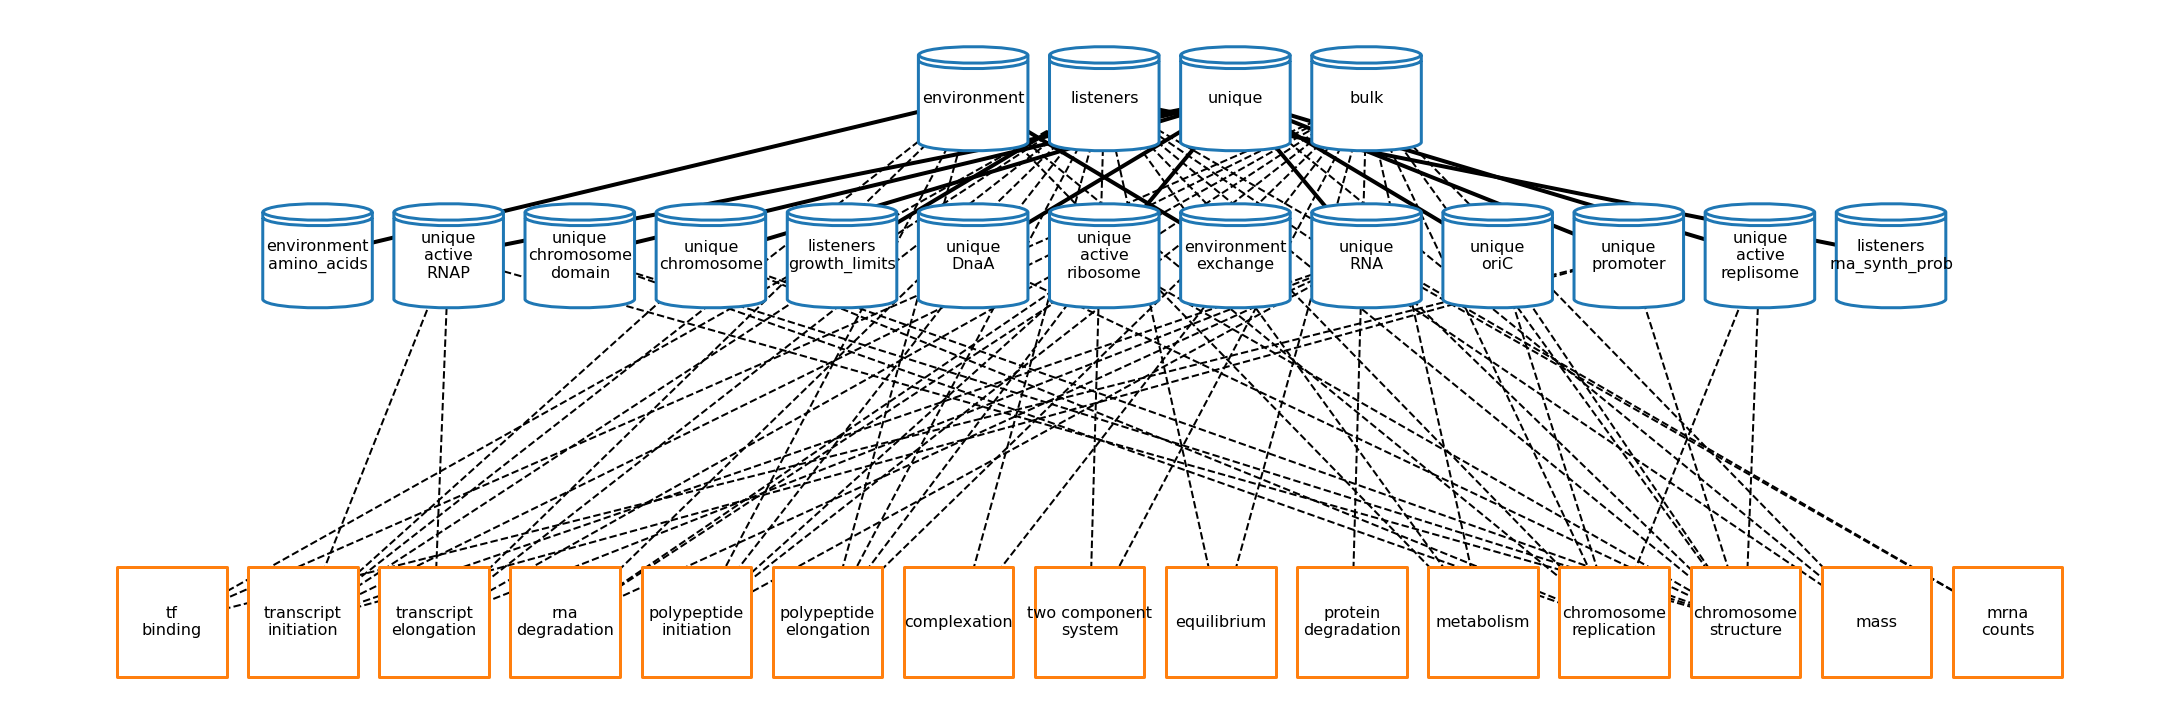 environment
listeners
unique
bulk
environment
amino_acids
unique
active
RNAP
unique
chromosome
domain
unique
chromosome
listeners
growth_limits
unique
DnaA
unique
active
ribosome
environment
exchange
unique
RNA
unique
oriC
unique
promoter
unique
active
replisome
listeners
rna_synth_prob
tf
binding
transcript
initiation
transcript
elongation
rna
degradation
polypeptide
initiation
polypeptide
elongation
complexation
two component
system
equilibrium
protein
degradation
metabolism
chromosome
replication
chromosome
structure
mass
mrna
counts